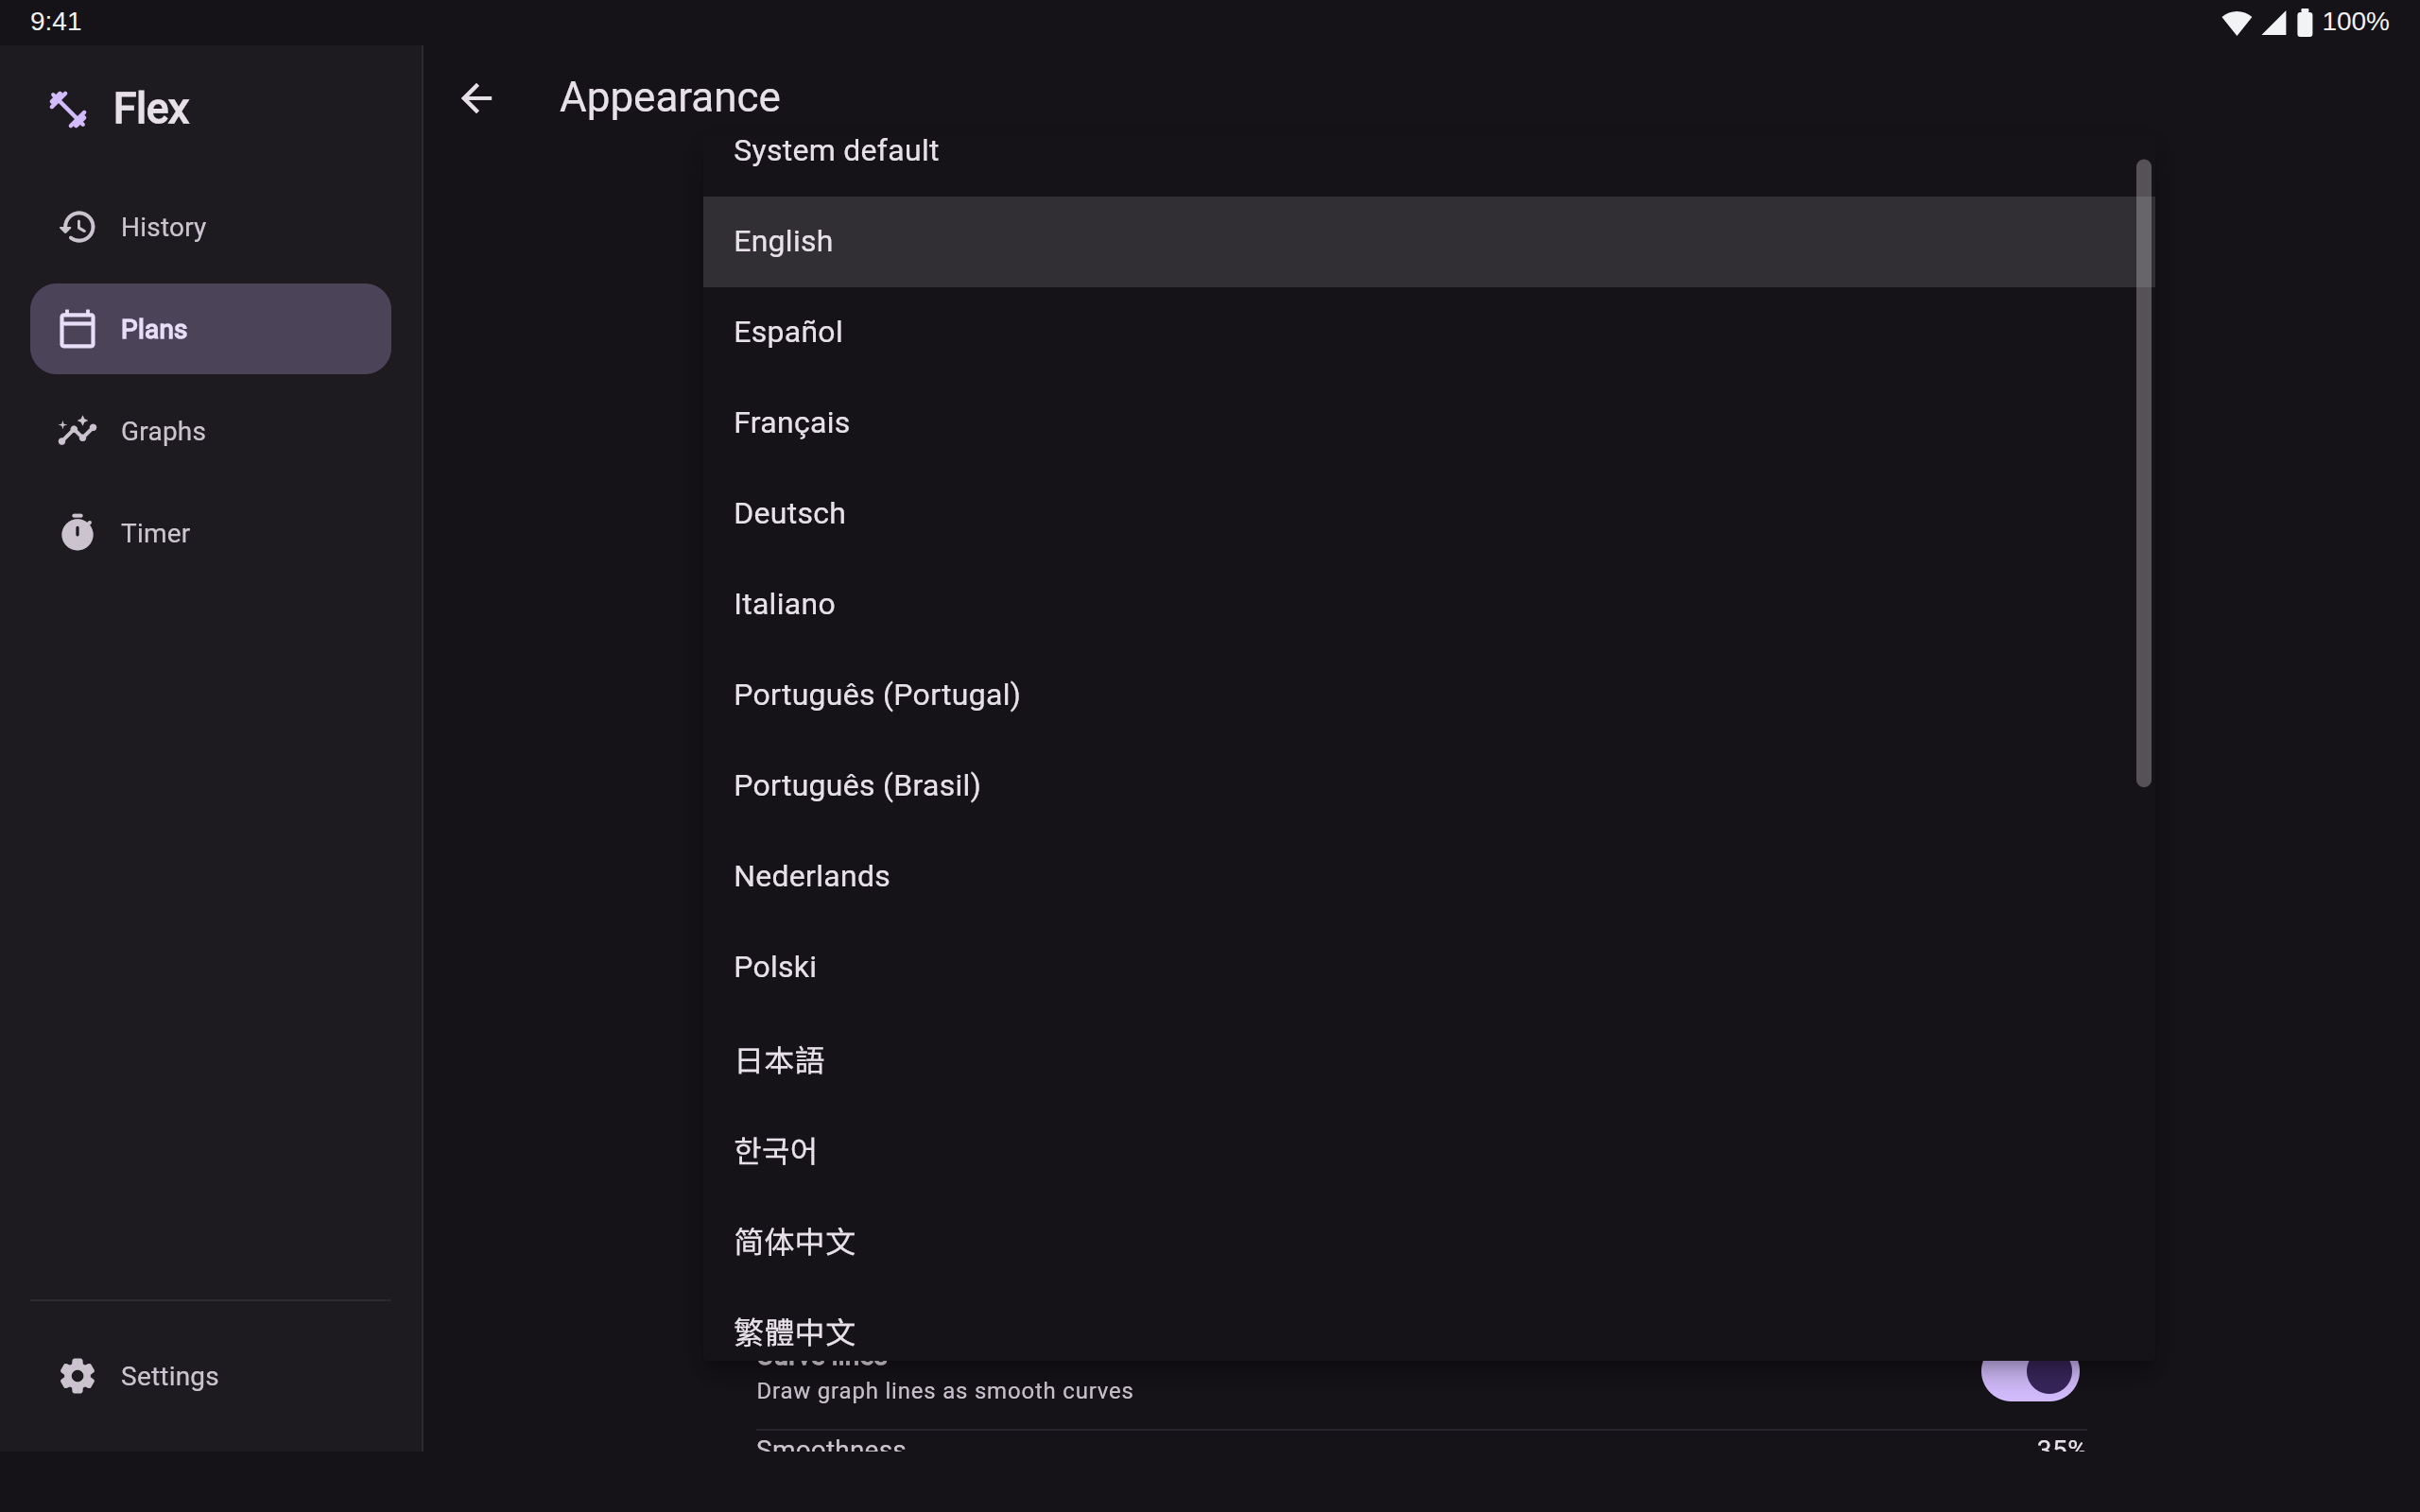 9:41
100%
Flex
History
Plans
Graphs
Timer
Settings
Appearance
System default
English
Español
Français
Deutsch
Italiano
Português (Portugal)
Português (Brasil)
Nederlands
Polski
日本語
한국어
简体中文
繁體中文
Draw graph lines as smooth curves
Smoothness
35%